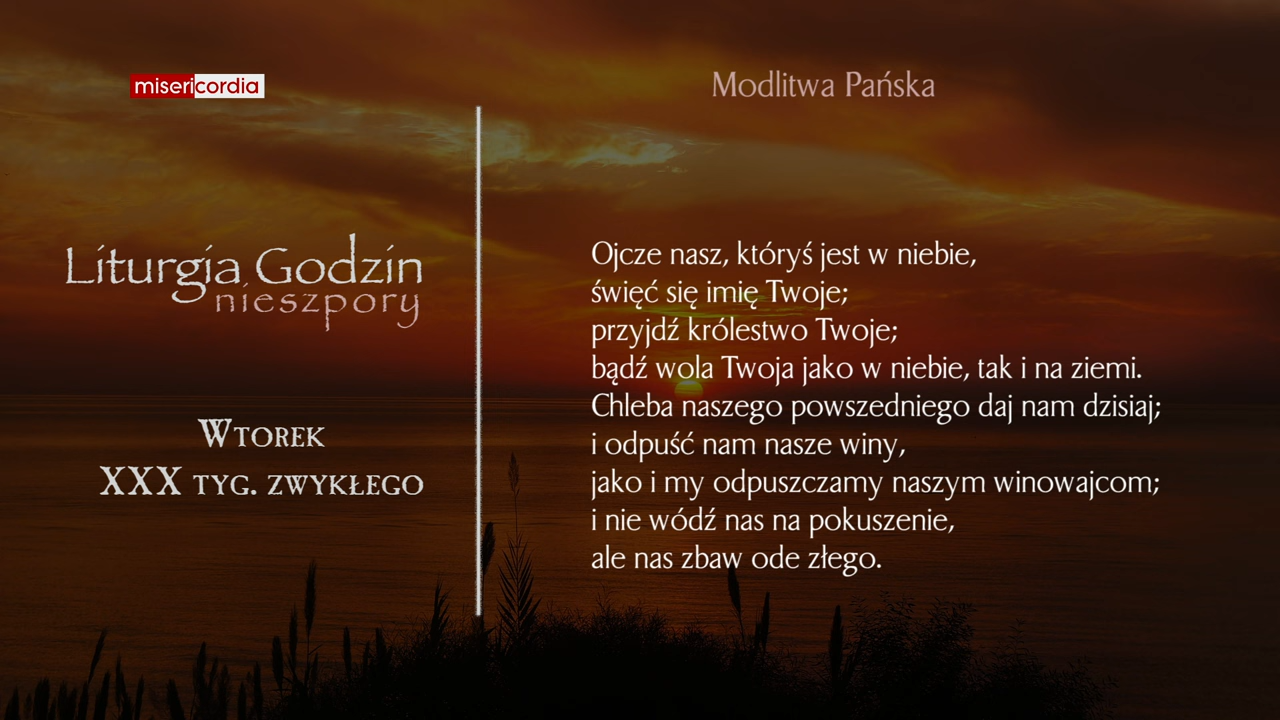 misericordia
Liturgia Godzin
nieszpory
Wtorek
XXX tyg. zwykłego
Modlitwa Pańska
Ojcze nasz, któryś jest w niebie,
święć się imię Twoje;
przyjdź królestwo Twoje;
bądź wola Twoja jako w niebie, tak i na ziemi.
Chleba naszego powszedniego daj nam dzisiaj;
i odpuść nam nasze winy,
jako i my odpuszczamy naszym winowajcom;
i nie wódź nas na pokuszenie,
ale nas zbaw ode złego.